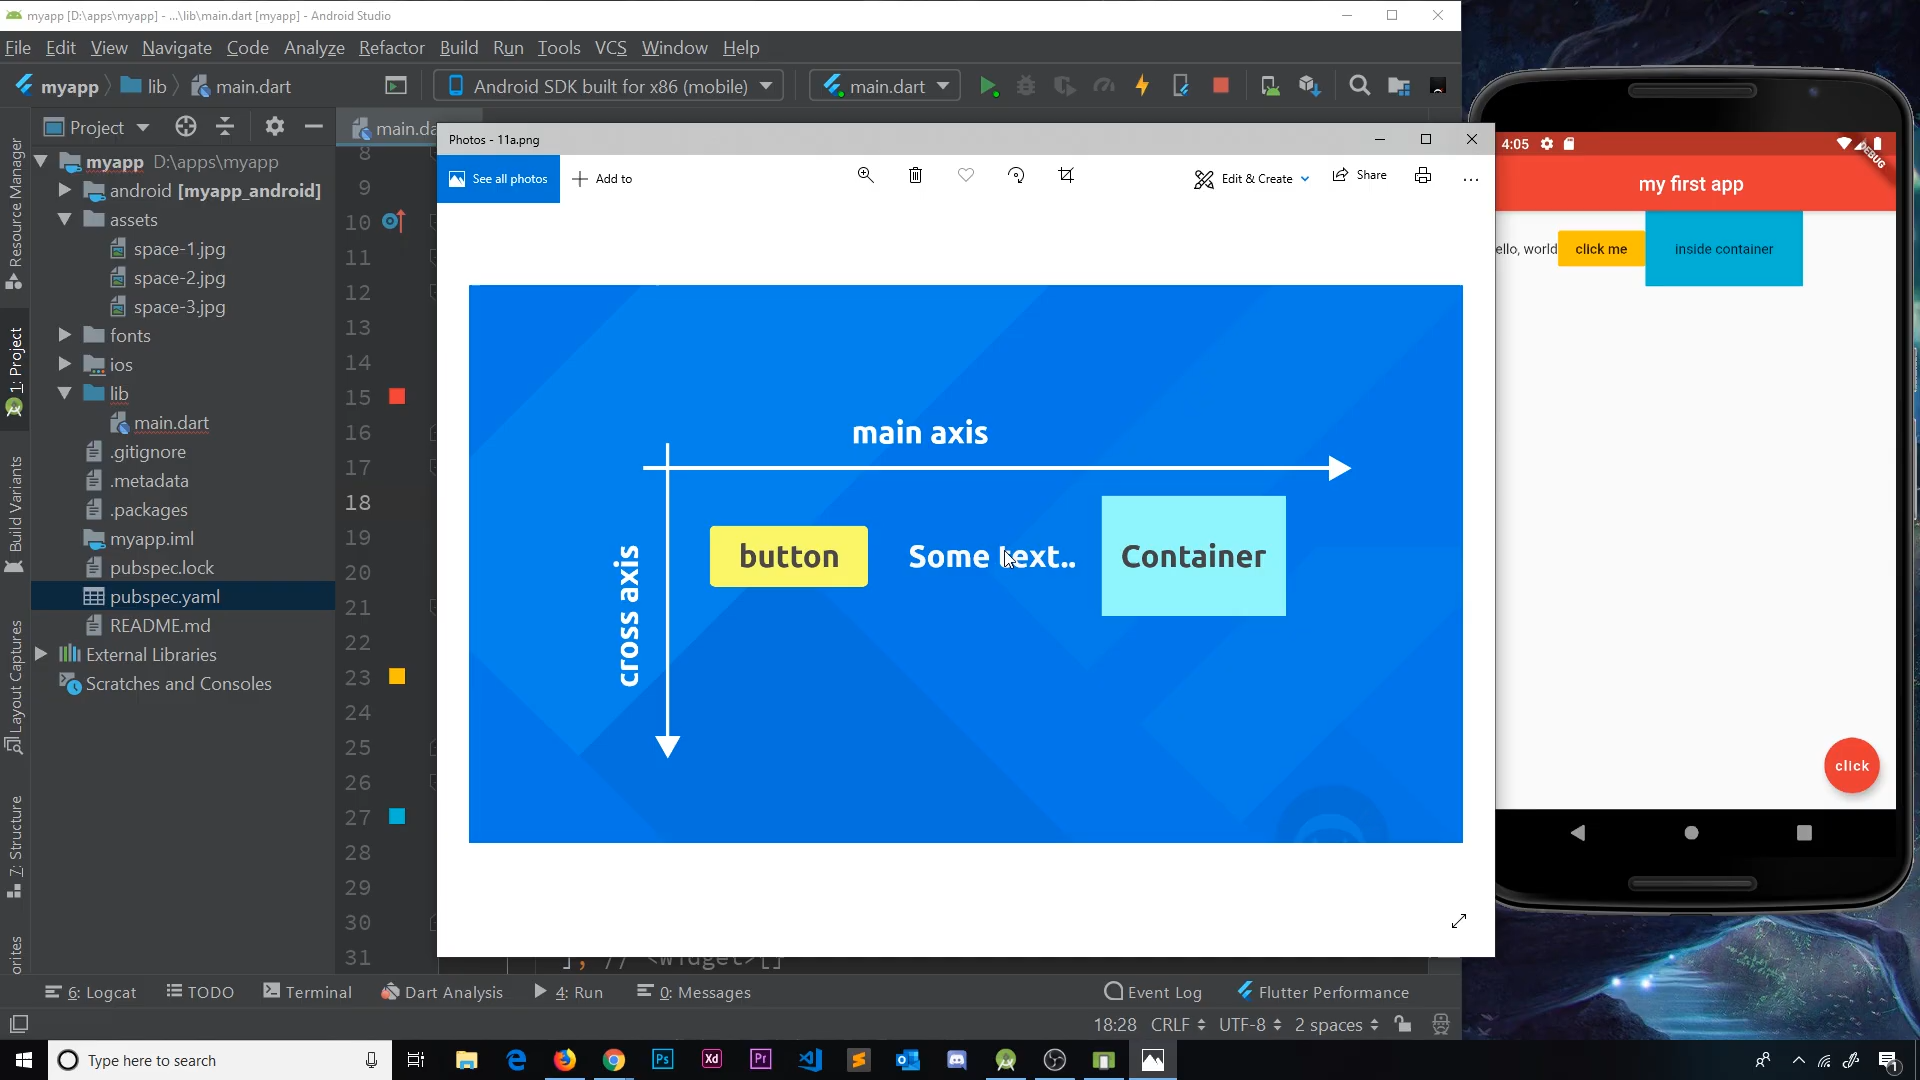 myapp [D:\apps\myapp] - ...\lib\main.dart [myapp] - Android Studio
File Edit View Navigate Code Analyze Refactor Build Run Tools VCS Window Help
myapp lib main.dart Android SDK built for x86 (mobile) main.dart
Project
main.da
myapp D:\apps\myapp
android [myapp_android]
assets
space-1.jpg
space-2.jpg
space-3.jpg
fonts
ios
lib
main.dart
.gitignore
.metadata
.packages
myapp.iml
pubspec.lock
pubspec.yaml
README.md
External Libraries
Scratches and Consoles
Resource Manager
1: Project
Build Variants
Layout Captures
7: Structure
orites
8
9
10
11
12
13
14
15
16
17
18
19
20
21
22
23
24
25
26
27
28
29
30
31
Photos - 11a.png
See all photos
Add to
Edit & Create
Share
main axis
cross axis
button
Some text..
Container
], // <Widget>[]
4:05
DEBUG
my first app
ello, world
click me
inside container
click
6: Logcat TODO Terminal Dart Analysis 4: Run 0: Messages Event Log Flutter Performance
18:28 CRLF UTF-8 2 spaces
Type here to search
Ps
Xd
Pr
1